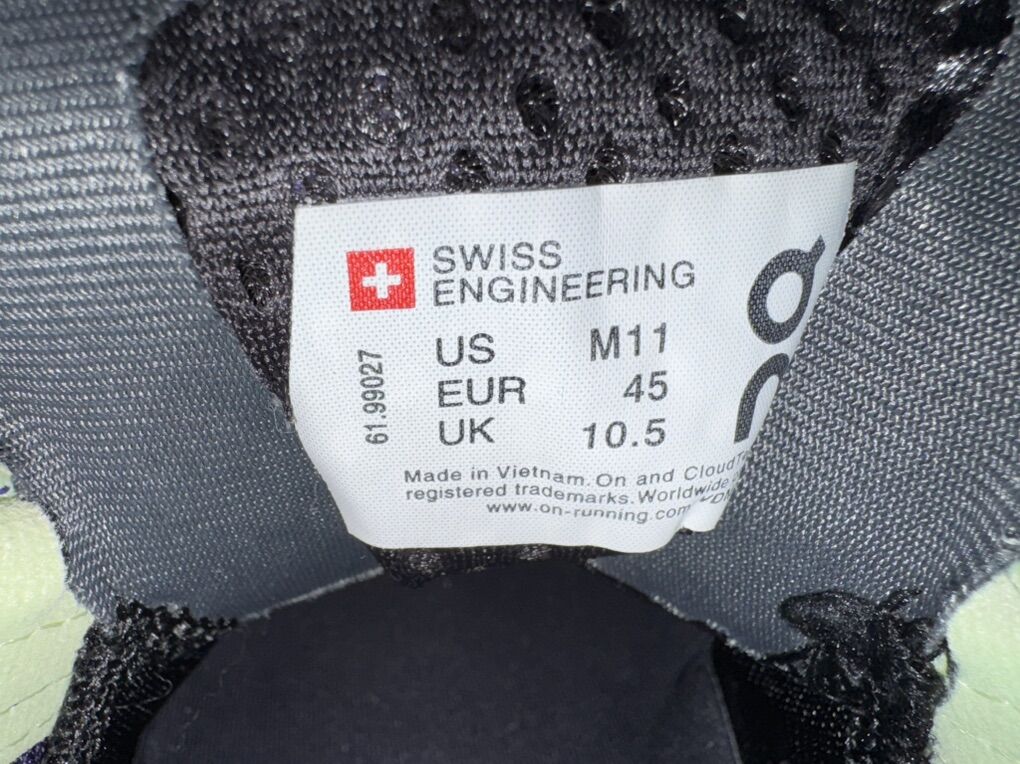 SWISS
ENGINEERING
US M11
EUR 45
UK 10.5
61.99027
Made in Vietnam. On and
registered trademarks. Worldwide
www.on-running.com
on